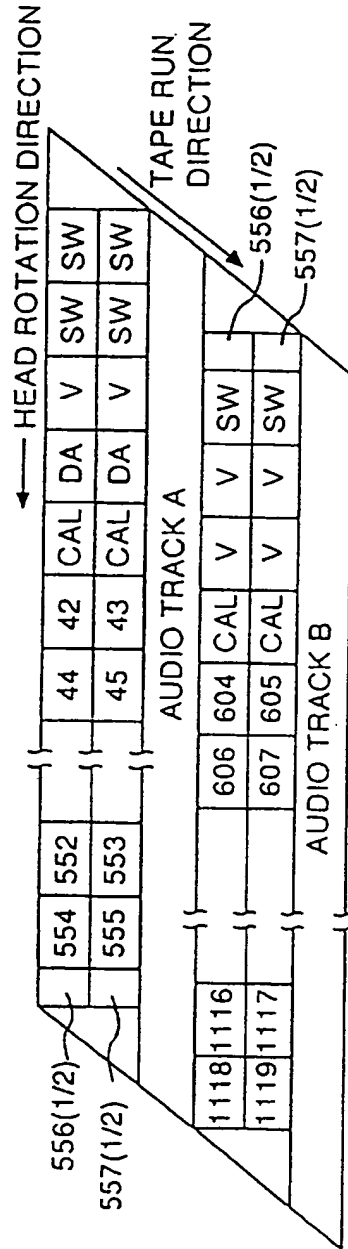 ← HEAD ROTATION DIRECTION
TAPE RUN
DIRECTION
554 552 44 42 CAL DA V SW SW
555 553 45 43 CAL DA V SW SW
556(1/2)
557(1/2)
AUDIO TRACK A
556(1/2)
557(1/2)
1118 1116 606 604 CAL V V SW
1119 1117 607 605 CAL V V SW
AUDIO TRACK B